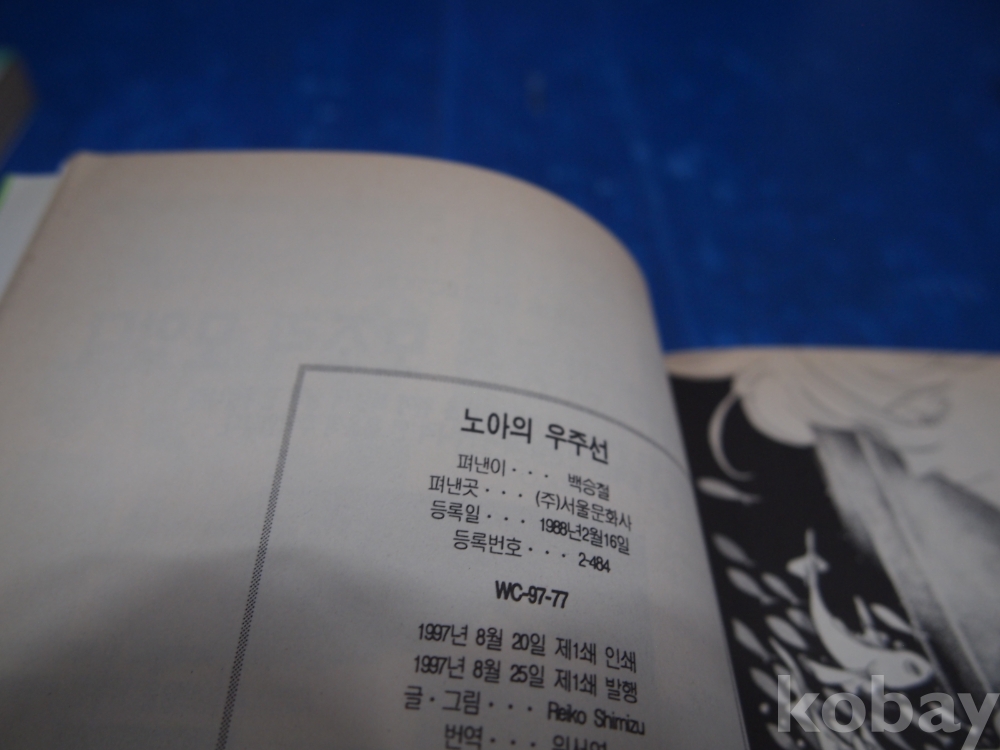 노아의 우주선
펴낸이··· 백승철
펴낸곳··· (주)서울문화사
등록일··· 1988년2월16일
등록번호··· 2-484
WC-97-77
1997년 8월 20일 제1쇄 인쇄
1997년 8월 25일 제1쇄 발행
글·그림··· Reiko Shimizu
번역···
kobay